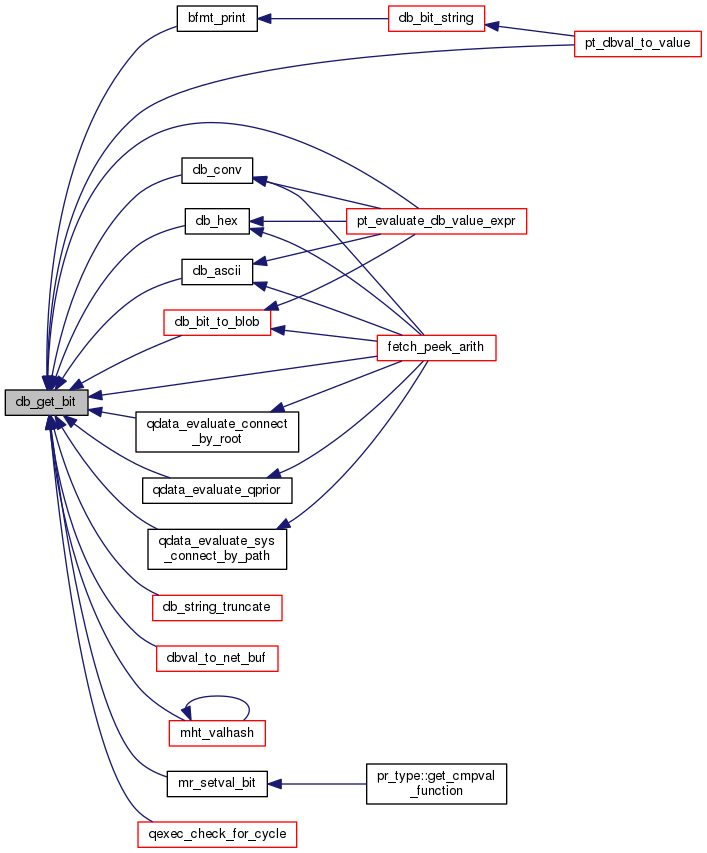 bfmt_print
db_bit_string
pt_dbval_to_value
db_conv
db_hex
pt_evaluate_db_value_expr
db_ascii
db_bit_to_blob
fetch_peek_arith
db_get_bit
qdata_evaluate_connect
_by_root
qdata_evaluate_qprior
qdata_evaluate_sys
_connect_by_path
db_string_truncate
dbval_to_net_buf
mht_valhash
mr_setval_bit
pr_type::get_cmpval
_function
qexec_check_for_cycle